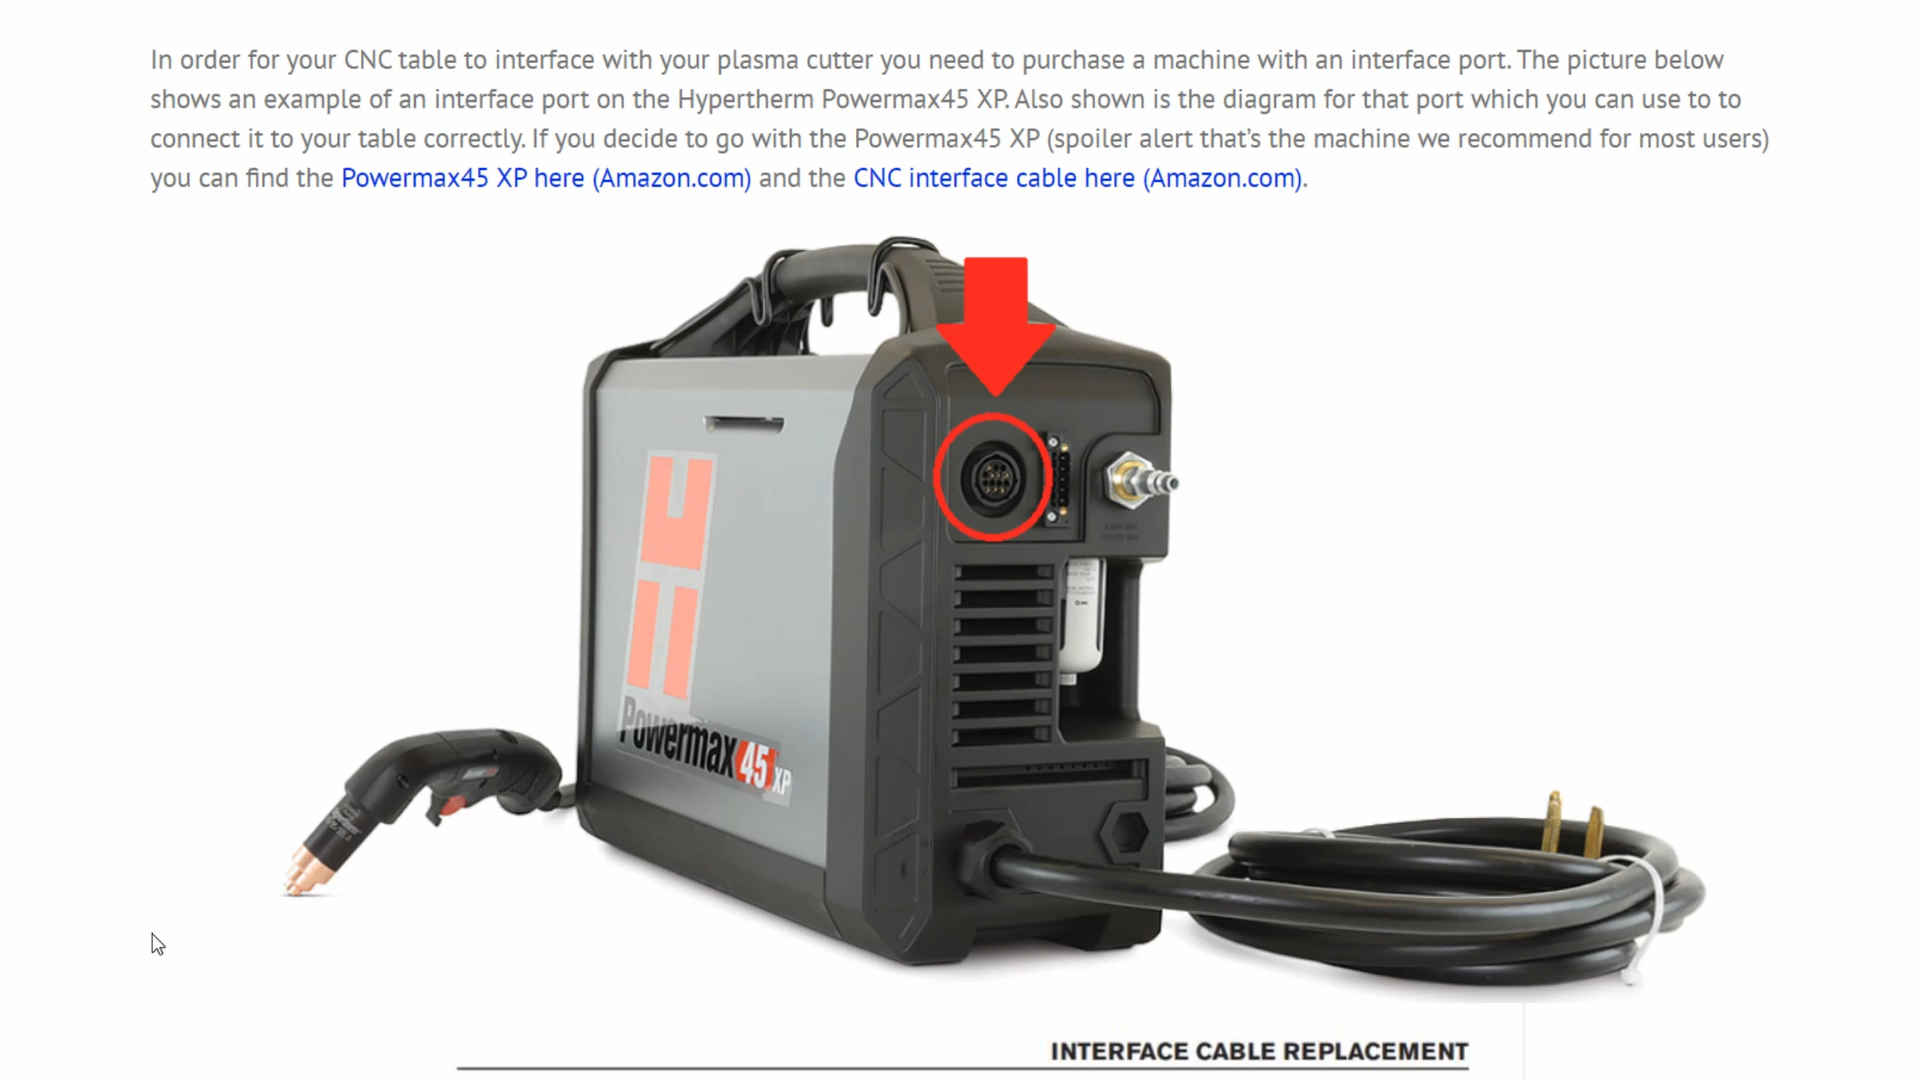 In order for your CNC table to interface with your plasma cutter you need to purchase a machine with an interface port. The picture below
shows an example of an interface port on the Hypertherm Powermax45 XP. Also shown is the diagram for that port which you can use to to
connect it to your table correctly. If you decide to go with the Powermax45 XP (spoiler alert that's the machine we recommend for most users)
you can find the Powermax45 XP here (Amazon.com) and the CNC interface cable here (Amazon.com).
Powermax 45 XP
INTERFACE CABLE REPLACEMENT